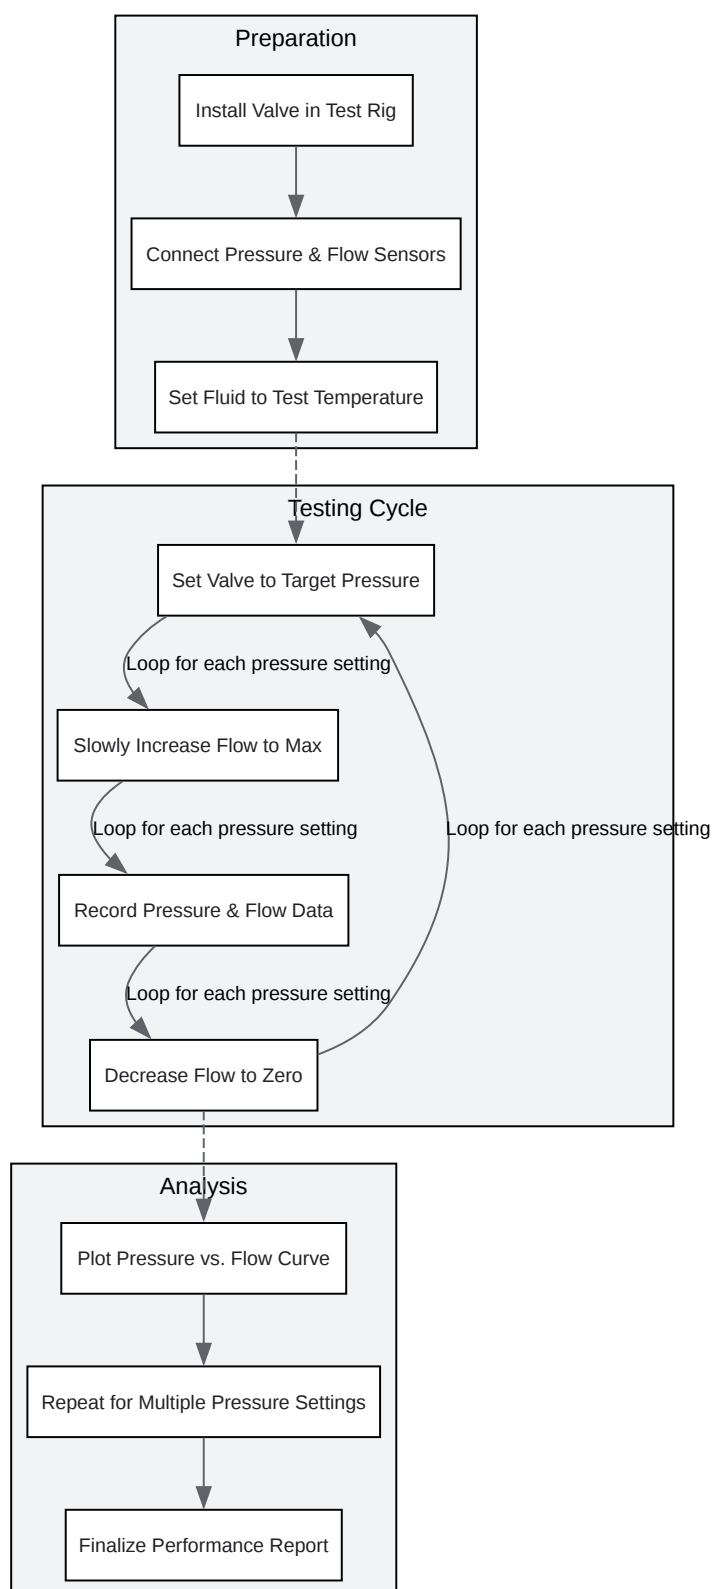 Preparation
Install Valve in Test Rig
Connect Pressure & Flow Sensors
Set Fluid to Test Temperature
Testing Cycle
Set Valve to Target Pressure
Loop for each pressure setting
Slowly Increase Flow to Max
Loop for each pressure setting
Loop for each pressure setting
Record Pressure & Flow Data
Loop for each pressure setting
Decrease Flow to Zero
Analysis
Plot Pressure vs. Flow Curve
Repeat for Multiple Pressure Settings
Finalize Performance Report